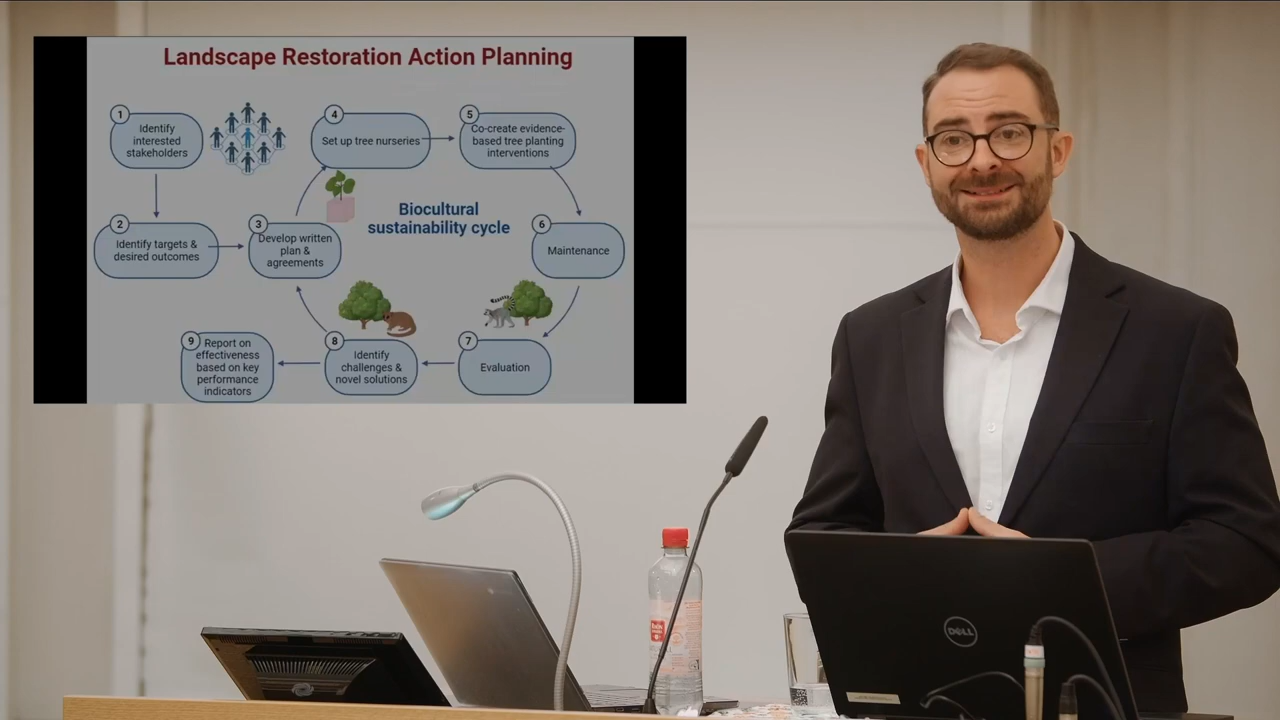 Landscape Restoration Action Planning
1
Identify
interested
stakeholders
4
Set up tree nurseries
5
Co-create evidence-
based tree planting
interventions
2
Identify targets &
desired outcomes
3
Develop written
plan &
agreements
Biocultural
sustainability cycle
6
Maintenance
9
Report on
effectiveness
based on key
performance
indicators
8
Identify
challenges &
novel solutions
7
Evaluation
DELL